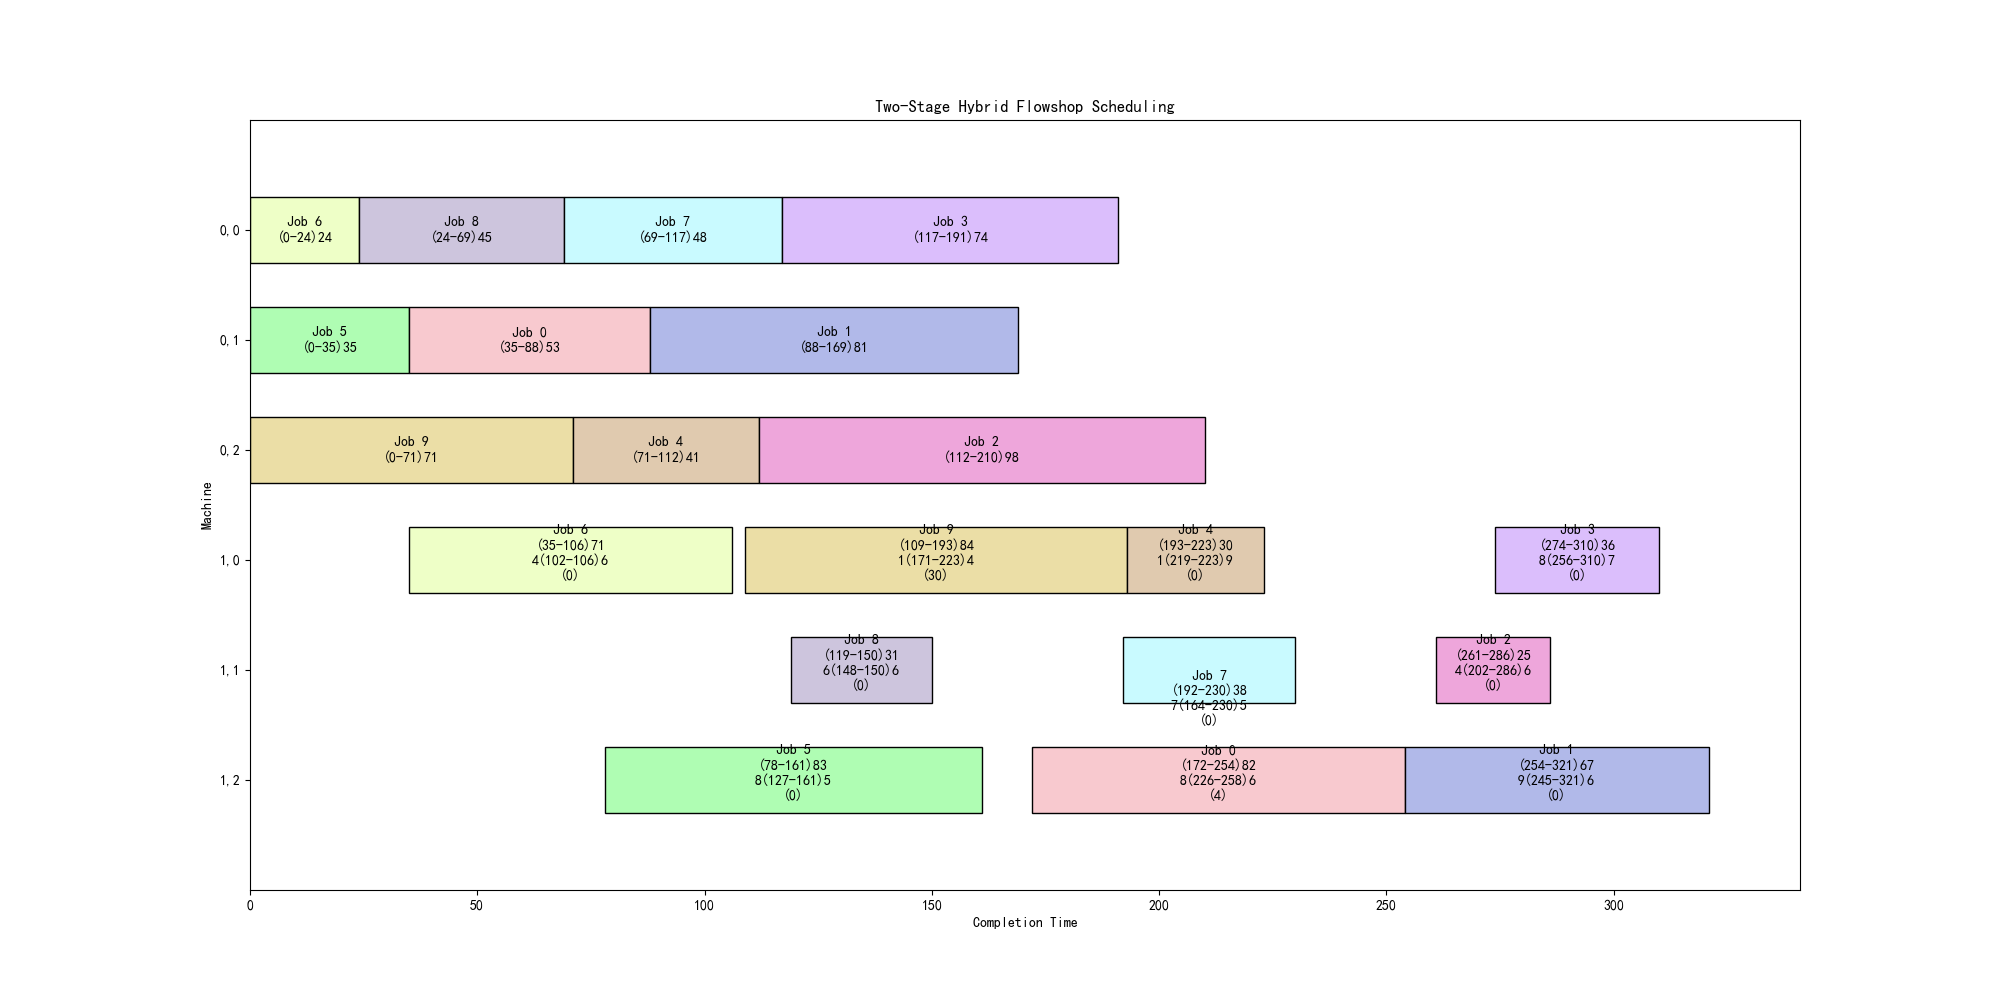 Two-Stage Hybrid Flowshop Scheduling
0,0
Job 6
(0-24)24
Job 8
(24-69)45
Job 7
(69-117)48
Job 3
(117-191)74
0,1
Job 5
(0-35)35
Job 0
(35-88)53
Job 1
(88-169)81
0,2
Job 9
(0-71)71
Job 4
(71-112)41
Job 2
(112-210)98
Machine
1,0
Job 6
(35-106)71
4(102-106)6
(0)
Job 9
(109-193)84
1(171-223)4
(30)
Job 4
(193-223)30
1(219-223)9
(0)
Job 3
(274-310)36
8(256-310)7
(0)
1,1
Job 8
(119-150)31
6(148-150)6
(0)
Job 7
(192-230)38
7(164-230)5
(0)
Job 2
(261-286)25
4(202-286)6
(0)
1,2
Job 5
(78-161)83
8(127-161)5
(0)
Job 0
(172-254)82
8(226-258)6
(4)
Job 1
(254-321)67
9(245-321)6
(0)
0
50
100
150
200
250
300
Completion Time